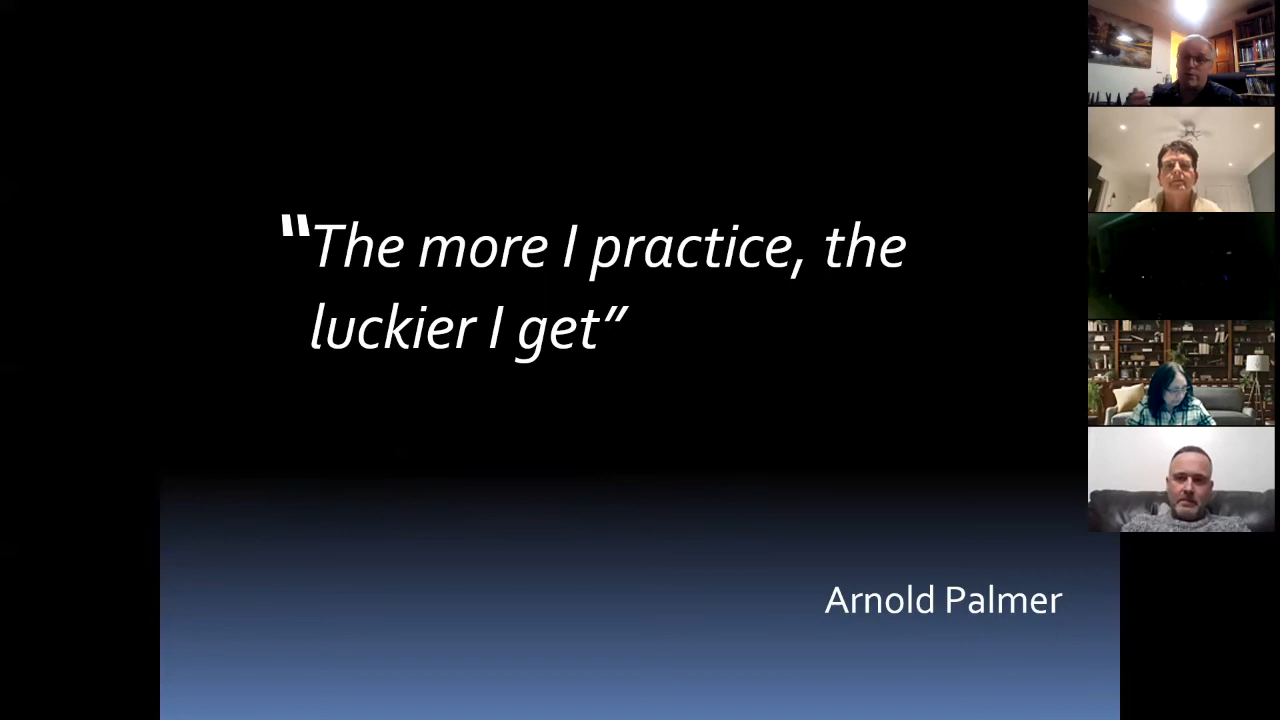 “The more I practice, the
luckier I get”
Arnold Palmer